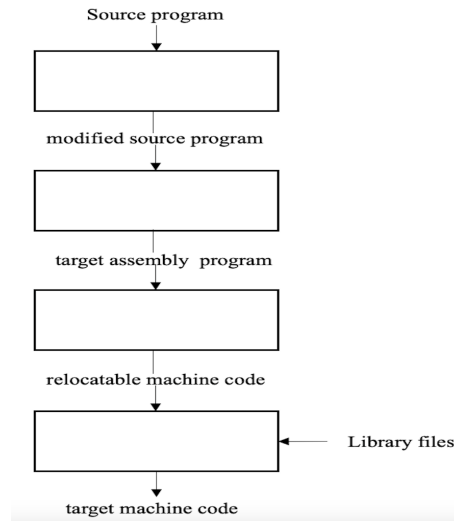 Source program
modified source program
target assembly program
relocatable machine code
Library files
target machine code